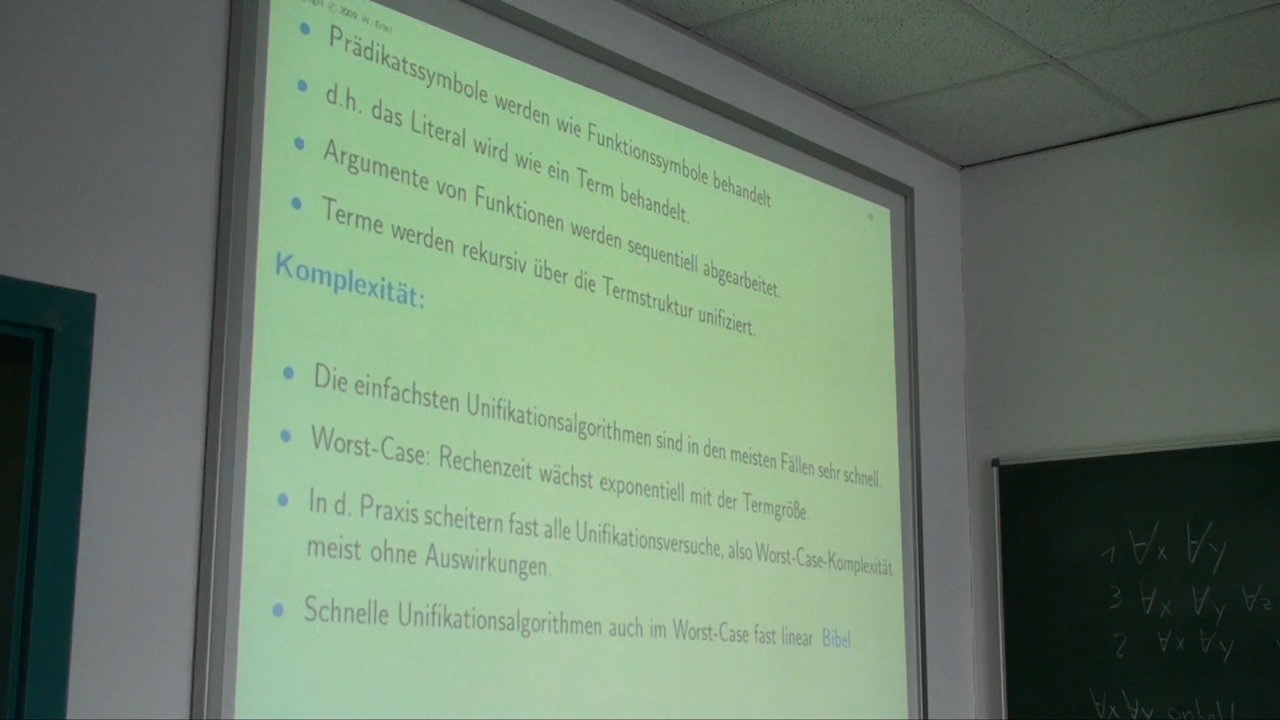 © 2009, W. Ertel
• Prädikatssymbole werden wie Funktionssymbole behandelt
• d.h. das Literal wird wie ein Term behandelt.
• Argumente von Funktionen werden sequentiell abgearbeitet.
• Terme werden rekursiv über die Termstruktur unifiziert.
Komplexität:
• Die einfachsten Unifikationsalgorithmen sind in den meisten Fällen sehr schnell.
• Worst-Case: Rechenzeit wächst exponentiell mit der Termgröße.
• In d. Praxis scheitern fast alle Unifikationsversuche, also Worst-Case-Komplexität
meist ohne Auswirkungen.
• Schnelle Unifikationsalgorithmen auch im Worst-Case fast linear Bibel
1 ∀x ∀y
3 ∀x ∀y ∀z
2 ∀x ∀y
∀x ∀y